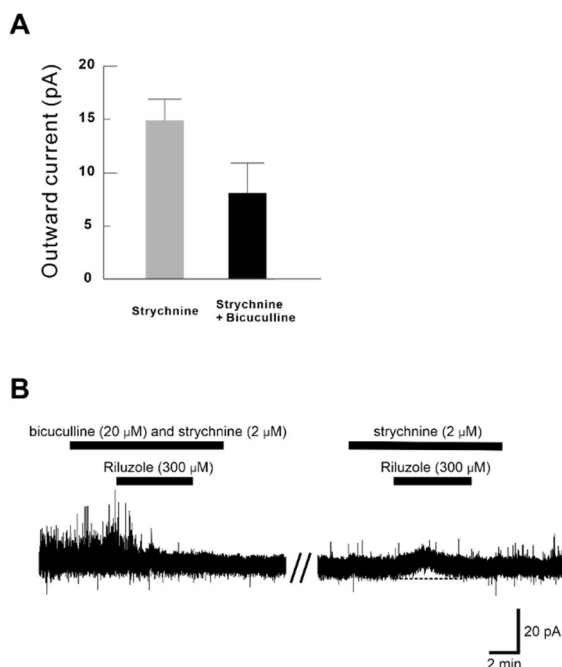 A
Outward current (pA)
20
15
10
5
0
Strychnine
Strychnine
+ Bicuculline
B
bicuculline (20 μM) and strychnine (2 μM)
strychnine (2 μM)
Riluzole (300 μM)
Riluzole (300 μM)
20 pA
2 min